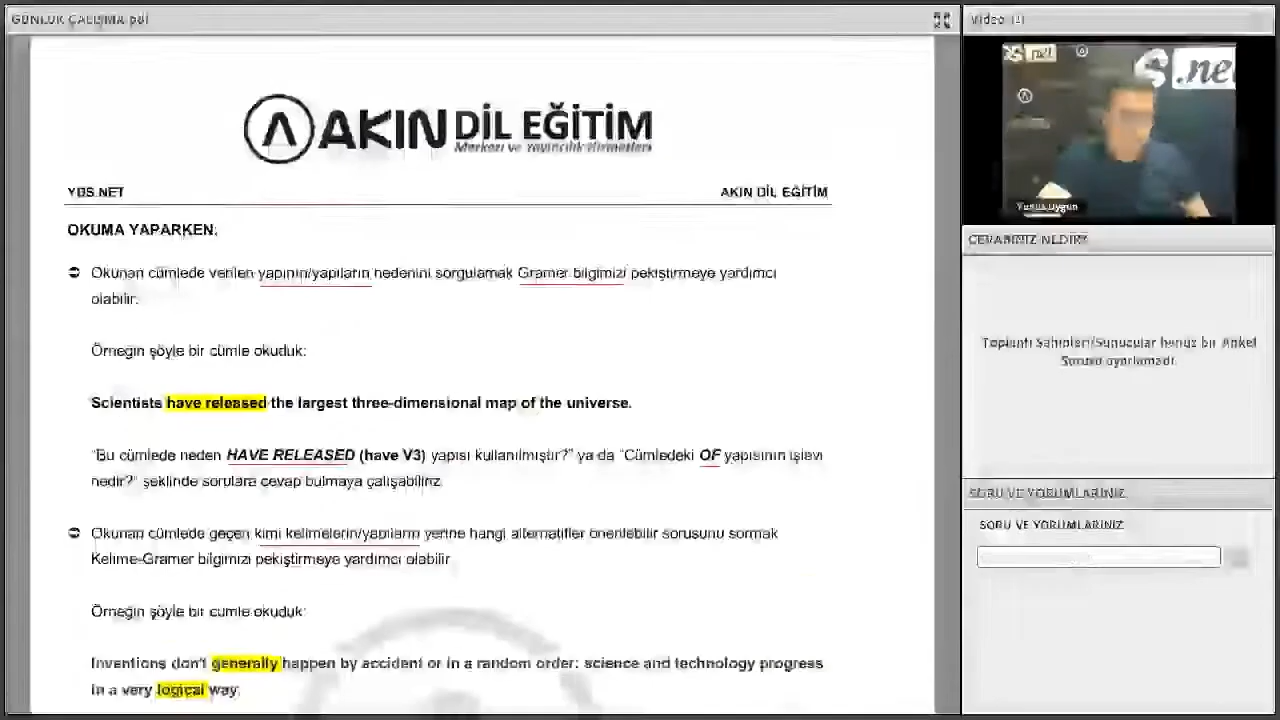 GÜNLÜK ÇALIŞMA.pdf
AKIN DİL EĞİTİM
Merkezi ve Yayıncılık Hizmetleri
YDS.NET AKIN DİL EĞİTİM
OKUMA YAPARKEN;
Okunan cümlede verilen yapının/yapıların nedenini sorgulamak Gramer bilgimizi pekiştirmeye yardımcı
olabilir.
Örneğin şöyle bir cümle okuduk:
Scientists have released the largest three-dimensional map of the universe.
"Bu cümlede neden HAVE RELEASED (have V3) yapısı kullanılmıştır?" ya da "Cümledeki OF yapısının işlevi
nedir?" şeklinde sorulara cevap bulmaya çalışabiliriz.
Okunan cümlede geçen kimi kelimelerin/yapıların yerine hangi alternatifler önerilebilir sorusunu sormak
Kelime-Gramer bilgimizi pekiştirmeye yardımcı olabilir
Örneğin şöyle bir cümle okuduk:
Inventions don't generally happen by accident or in a random order: science and technology progress
in a very logical way.
Video (1)
S .net
CEVABINIZ NEDİR?
Toplantı Sahipleri/Sunucular henüz bir Anket
Sorusu ayarlamadı.
SORU VE YORUMLARINIZ
SORU VE YORUMLARINIZ